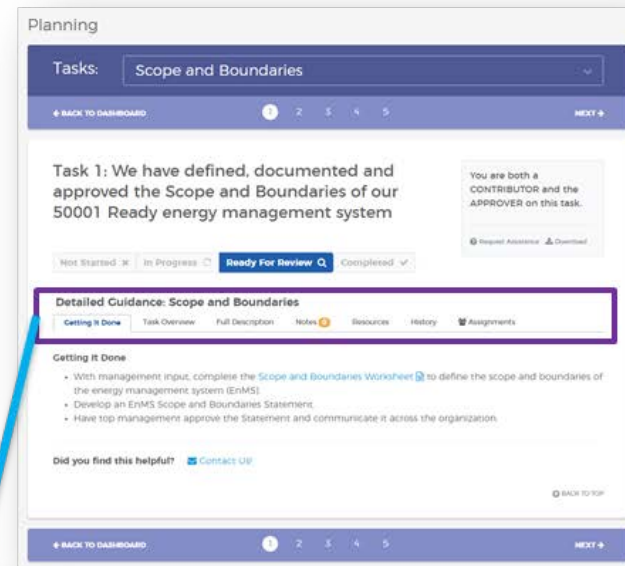 Planning
Tasks: Scope and Boundaries
BACK TO DASHBOARD 1 2 3 4 5 NEXT
Task 1: We have defined, documented and
approved the Scope and Boundaries of our
50001 Ready energy management system
You are both a
CONTRIBUTOR and the
APPROVER on this task.
Request Assistance Download
Not Started In Progress Ready For Review Completed
Detailed Guidance: Scope and Boundaries
Getting It Done Task Overview Full Description Notes Resources History Assignments
Getting It Done
• With management input, complete the Scope and Boundaries Worksheet to define the scope and boundaries of
the energy management system (EnMS).
• Develop an EnMS Scope and Boundaries Statement.
• Have top management approve the Statement and communicate it across the organization.
Did you find this helpful? Contact Us!
BACK TO TOP
BACK TO DASHBOARD 1 2 3 4 5 NEXT